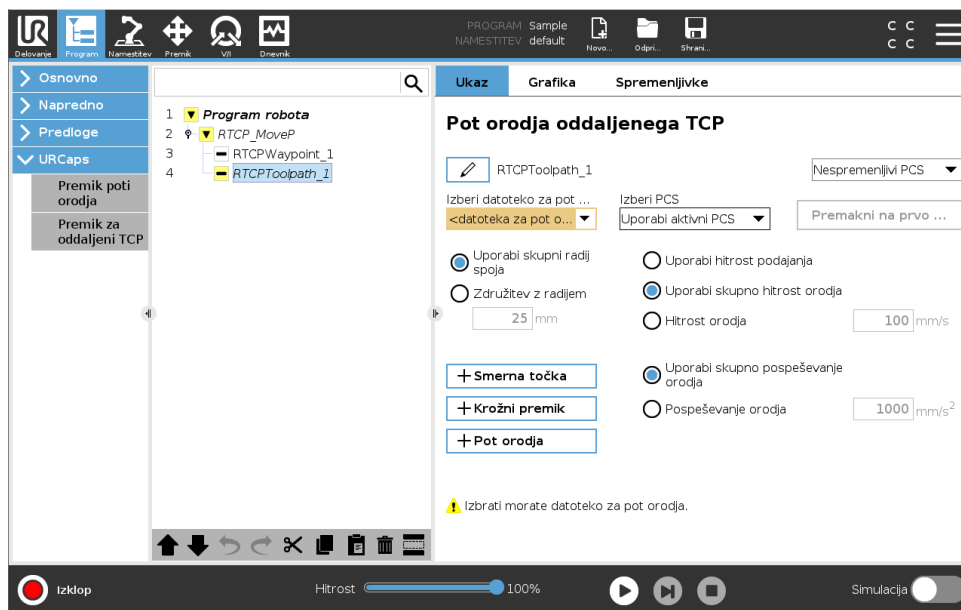 PROGRAM Sample
NAMESTITEV default
Delovanje Program Namestitev Premik V/I Dnevnik Novo... Odpri... Shrani...
C C
C C
Osnovno
Napredno
Predloge
URCaps
Premik poti
orodja
Premik za
oddaljeni TCP
1 Program robota
2 RTCP_MoveP
3 RTCPWaypoint_1
4 RTCPToolpath_1
Ukaz Grafika Spremenljivke
Pot orodja oddaljenega TCP
RTCPToolpath_1 Nespremenljivi PCS
Izberi datoteko za pot ... Izberi PCS
<datoteka za pot o... Uporabi aktivni PCS Premakni na prvo ...
Uporabi skupni radij
spoja
Združitev z radijem
25 mm
Uporabi hitrost podajanja
Uporabi skupno hitrost orodja
Hitrost orodja 100 mm/s
Smerna točka
Krožni premik
Pot orodja
Uporabi skupno pospeševanje
orodja
Pospeševanje orodja 1000 mm/s²
Izbrati morate datoteko za pot orodja.
Izklop Hitrost 100% Simulacija